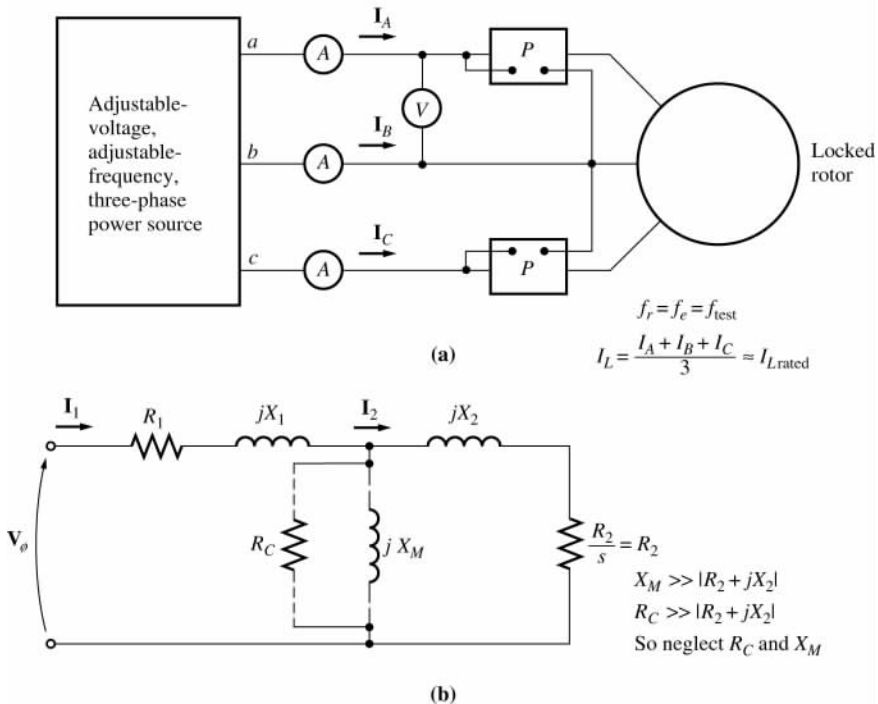 Adjustable-
voltage,
adjustable-
frequency,
three-phase
power source
a
A
I_A
P
V
b
A
I_B
Locked
rotor
c
A
I_C
P
f_r = f_e = f_test
I_L = (I_A + I_B + I_C)/3 ≈ I_L rated
(a)
I_1
R_1
jX_1
I_2
jX_2
V_ø
R_C
j X_M
R_2/s = R_2
X_M >> |R_2 + jX_2|
R_C >> |R_2 + jX_2|
So neglect R_C and X_M
(b)